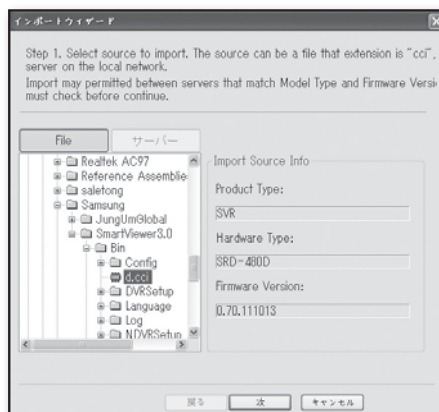 インポートウィザード
Step 1. Select source to import. The source can be a file that extension is "cci",
server on the local network.
Import may permitted between servers that match Model Type and Firmware Versi
must check before continue.
File
サーバー
Realtek AC97
Reference Assemblie
saletong
Samsung
JungUmGlobal
SmartViewer3.0
Bin
Config
d.cci
DVRSetup
Language
Log
NDVRSetup
Import Source Info
Product Type:
SVR
Hardware Type:
SRD-480D
Firmware Version:
0.70.111013
戻る
次
キャンセル